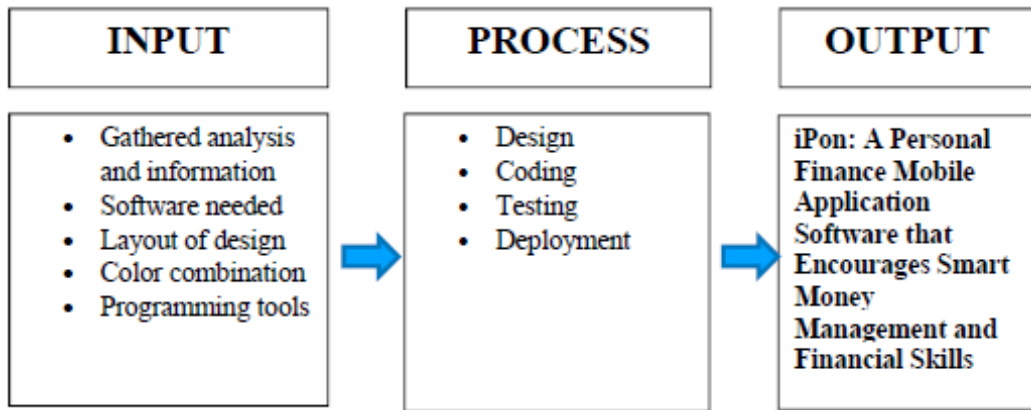 INPUT
PROCESS
OUTPUT
• Gathered analysis
and information
• Software needed
• Layout of design
• Color combination
• Programming tools
• Design
• Coding
• Testing
• Deployment
iPon: A Personal
Finance Mobile
Application
Software that
Encourages Smart
Money
Management and
Financial Skills